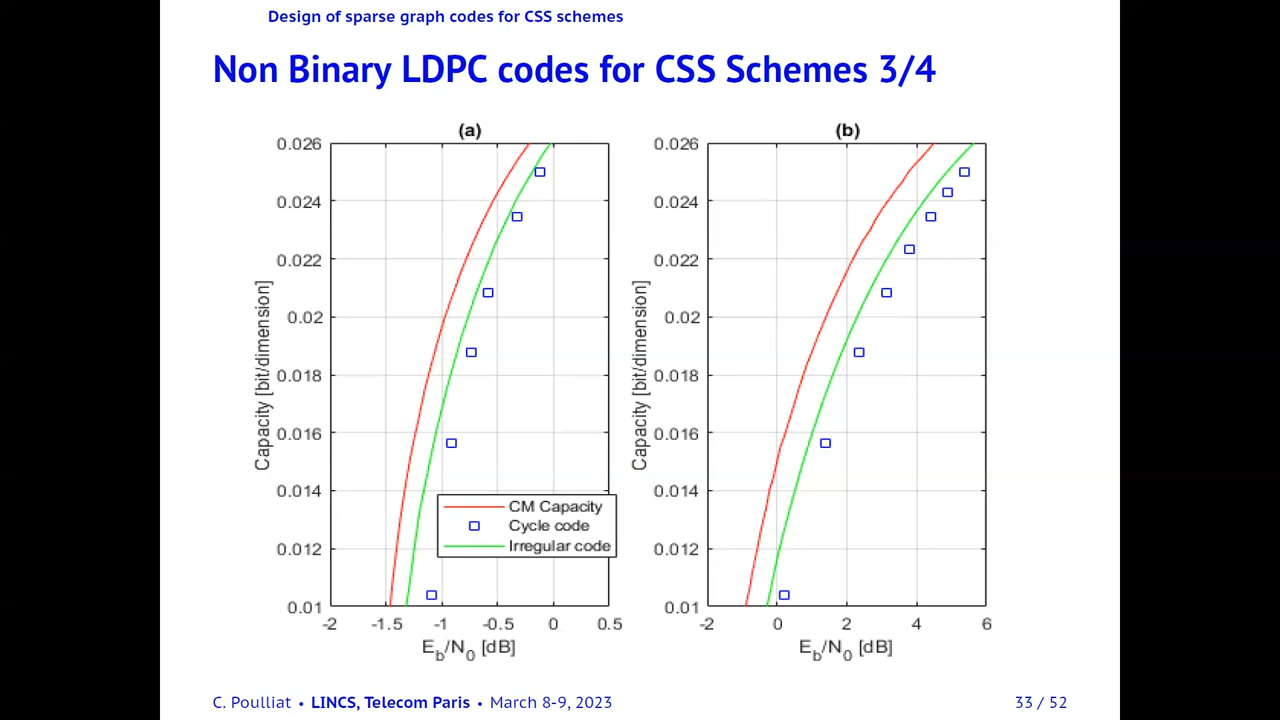 Design of sparse graph codes for CSS schemes
Non Binary LDPC codes for CSS Schemes 3/4
(a)
0.026
0.024
0.022
0.02
0.018
0.016
0.014
0.012
0.01
Capacity [bit/dimension]
-2 -1.5 -1 -0.5 0 0.5
E_b/N_0 [dB]
CM Capacity
Cycle code
Irregular code
(b)
0.026
0.024
0.022
0.02
0.018
0.016
0.014
0.012
0.01
Capacity [bit/dimension]
-2 0 2 4 6
E_b/N_0 [dB]
C. Poulliat • LINCS, Telecom Paris • March 8-9, 2023 33 / 52